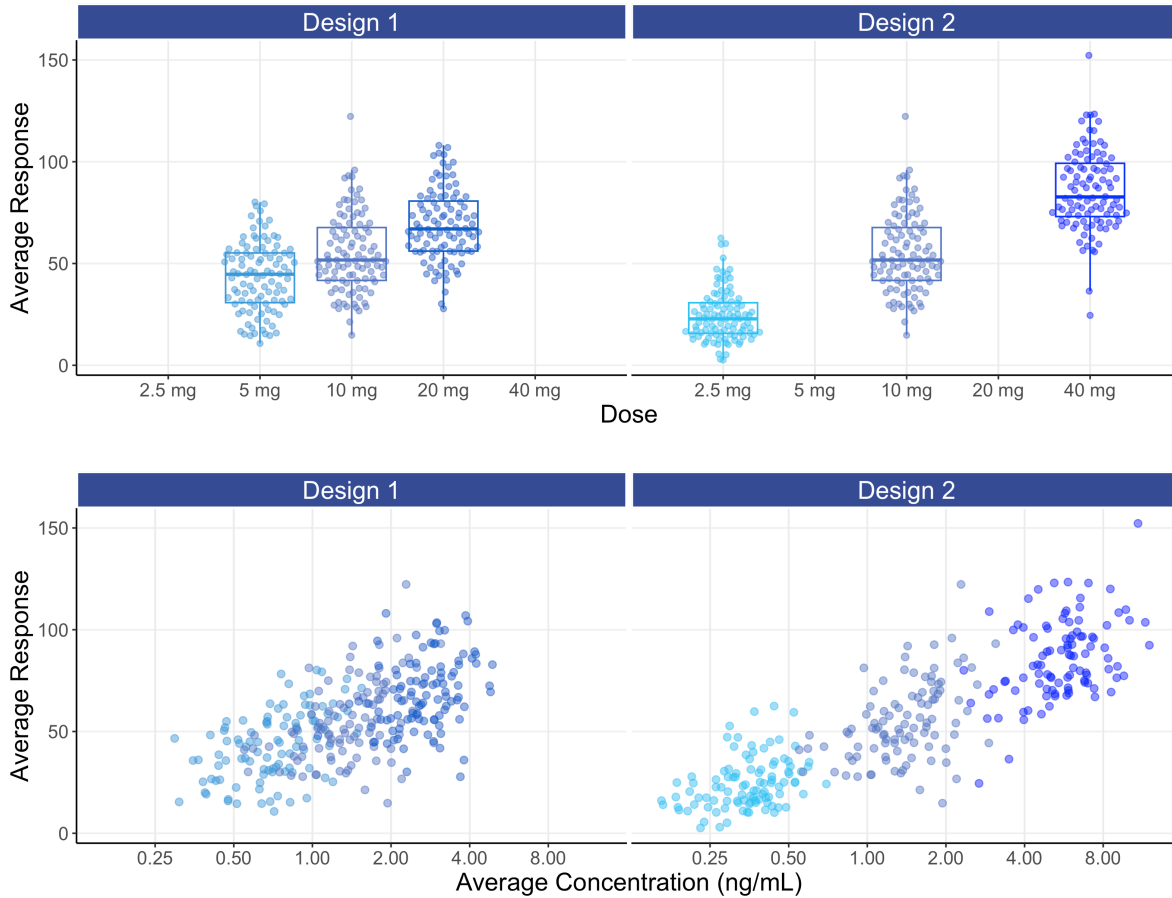 Design 1 Design 2
Average Response
150
100
50
0
2.5 mg 5 mg 10 mg 20 mg 40 mg 2.5 mg 5 mg 10 mg 20 mg 40 mg
Dose
Design 1 Design 2
Average Response
150
100
50
0
0.25 0.50 1.00 2.00 4.00 8.00 0.25 0.50 1.00 2.00 4.00 8.00
Average Concentration (ng/mL)